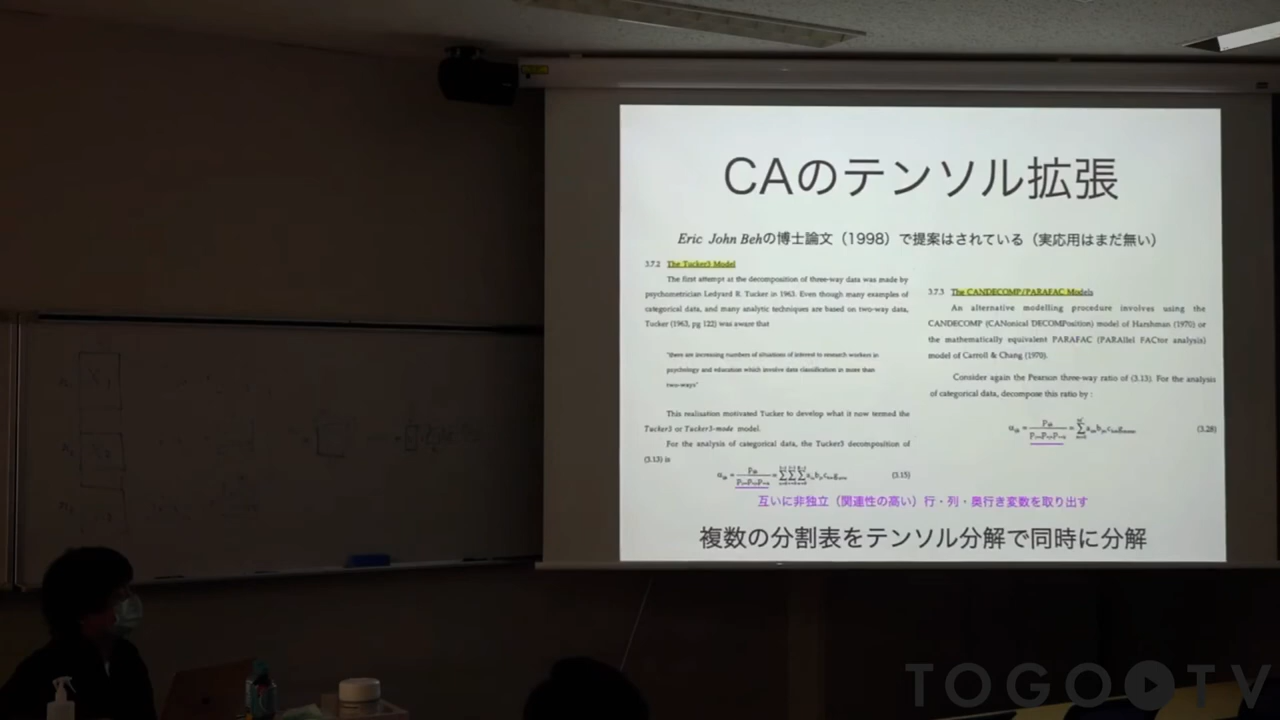 CAのテンソル拡張
Eric John Behの博士論文（1998）で提案はされている（実応用はまだ無い）
3.7.2 The Tucker3 Model
The first attempt at the decomposition of three-way data was made by
psychometrician Ledyard R. Tucker in 1963. Even though many examples of
categorical data, and many analytic techniques are based on two-way data,
Tucker (1963, pg 122) was aware that
"there are increasing numbers of situations of interest to research workers in
psychology and education which involve data classification in more than
two-ways"
This realisation motivated Tucker to develop what it now termed the
Tucker3 or Tucker3-mode model.
For the analysis of categorical data, the Tucker3 decomposition of
(3.13) is
(3.15)
3.7.3 The CANDECOMP/PARAFAC Models
An alternative modelling procedure involves using the
CANDECOMP (CANonical DECOMPosition) model of Harshman (1970) or
the mathematically equivalent PARAFAC (PARAllel FACtor analysis)
model of Carroll & Chang (1970).
Consider again the Pearson three-way ratio of (3.13). For the analysis
of categorical data, decompose this ratio by :
(3.28)
互いに非独立（関連性の高い）行・列・奥行き変数を取り出す
複数の分割表をテンソル分解で同時に分解
X1
TOGO TV